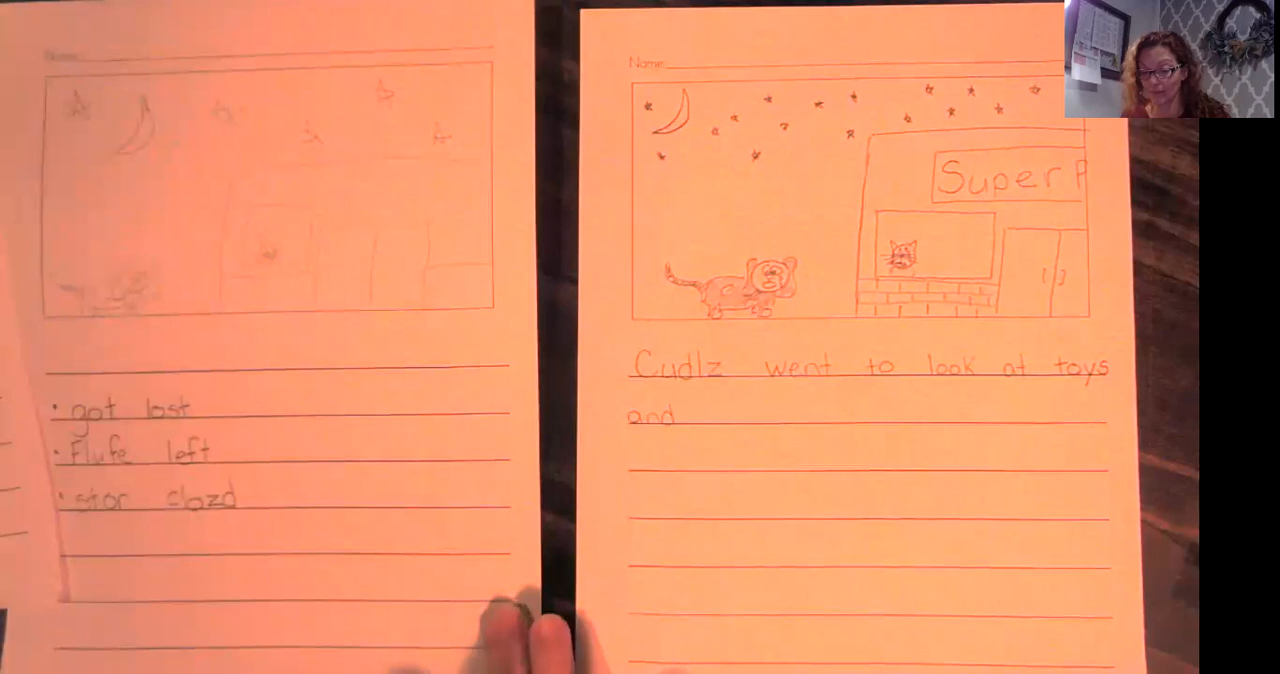 Name
• got lost
• Flufe left
• stor clozd
Name
Super P
Cudlz went to look at toys
and